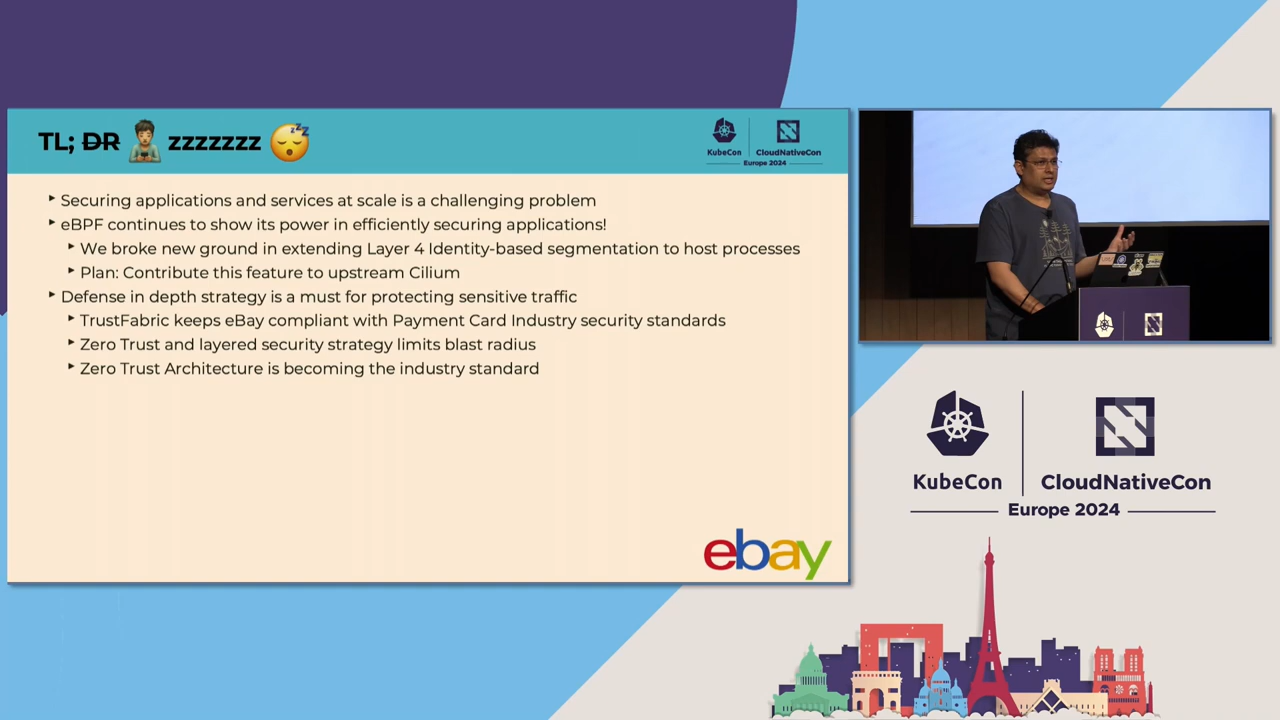 TL; DR zzzzzzz
KubeCon CloudNativeCon
Europe 2024
‣ Securing applications and services at scale is a challenging problem
‣ eBPF continues to show its power in efficiently securing applications!
‣ We broke new ground in extending Layer 4 Identity-based segmentation to host processes
‣ Plan: Contribute this feature to upstream Cilium
‣ Defense in depth strategy is a must for protecting sensitive traffic
‣ TrustFabric keeps eBay compliant with Payment Card Industry security standards
‣ Zero Trust and layered security strategy limits blast radius
‣ Zero Trust Architecture is becoming the industry standard
ebay
KubeCon CloudNativeCon
Europe 2024